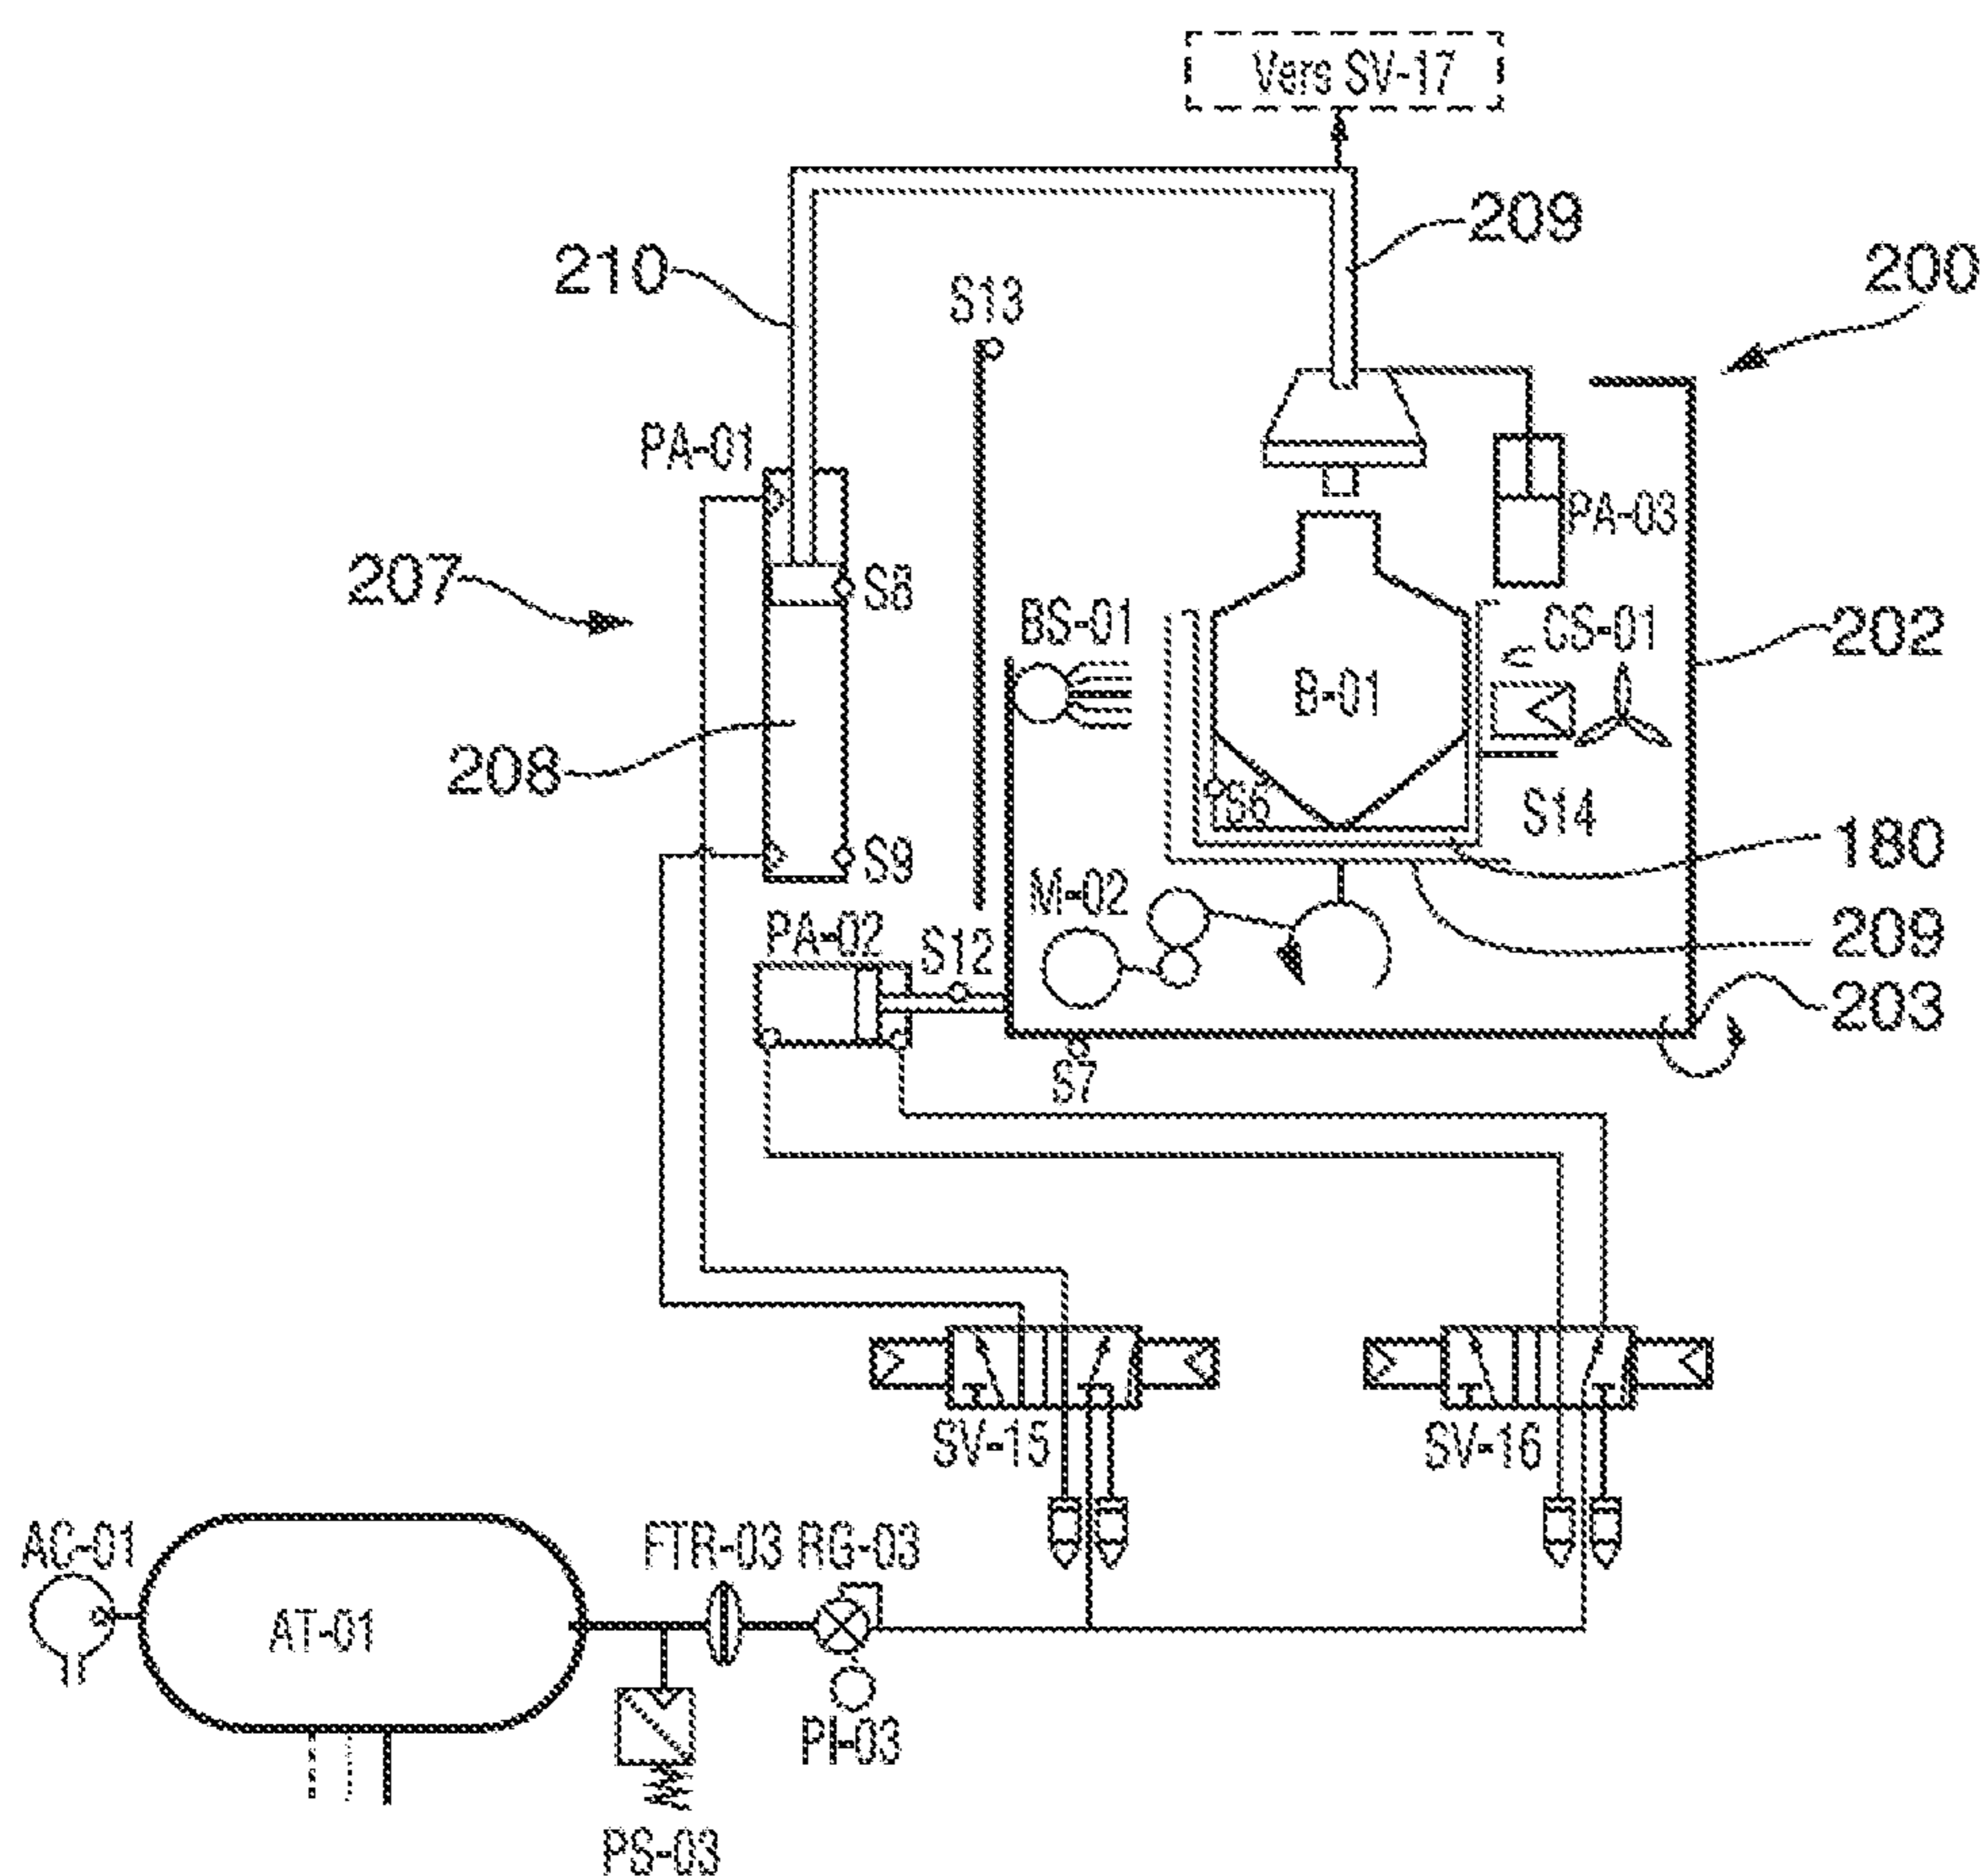 Vers SV-17
209
210
200
S13
PA-01
PA-03
207
S8
BS-01
CS-01
202
B-01
208
S6
S14
S9
180
M-02
PA-02
S12
209
203
S7
SV-15
SV-16
AC-01
FTR-03
RG-03
AT-01
PI-03
PS-03